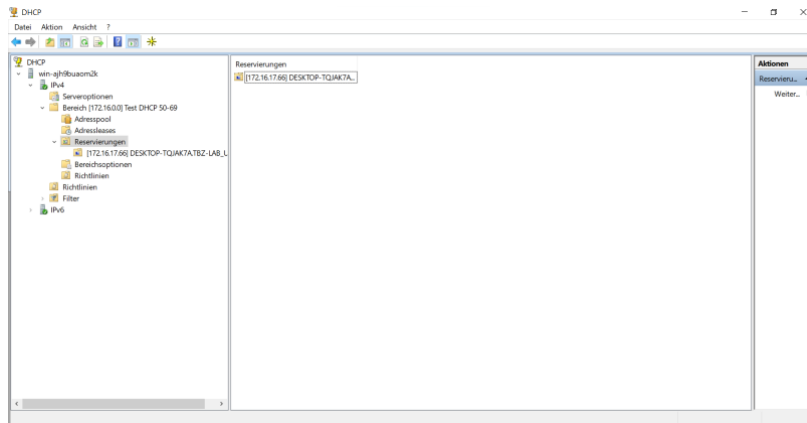 DHCP
Datei Aktion Ansicht ?
DHCP
win-ajh9buaom2k
IPv4
Serveroptionen
Bereich [172.16.0.0] Test DHCP 50-69
Adresspool
Adressleases
Reservierungen
[172.16.17.66] DESKTOP-TQJAK7A.TBZ-LAB_U
Bereichsoptionen
Richtlinien
Richtlinien
Filter
IPv6
Reservierungen
[172.16.17.66] DESKTOP-TQJAK7A...
Aktionen
Reservieru...
Weiter...